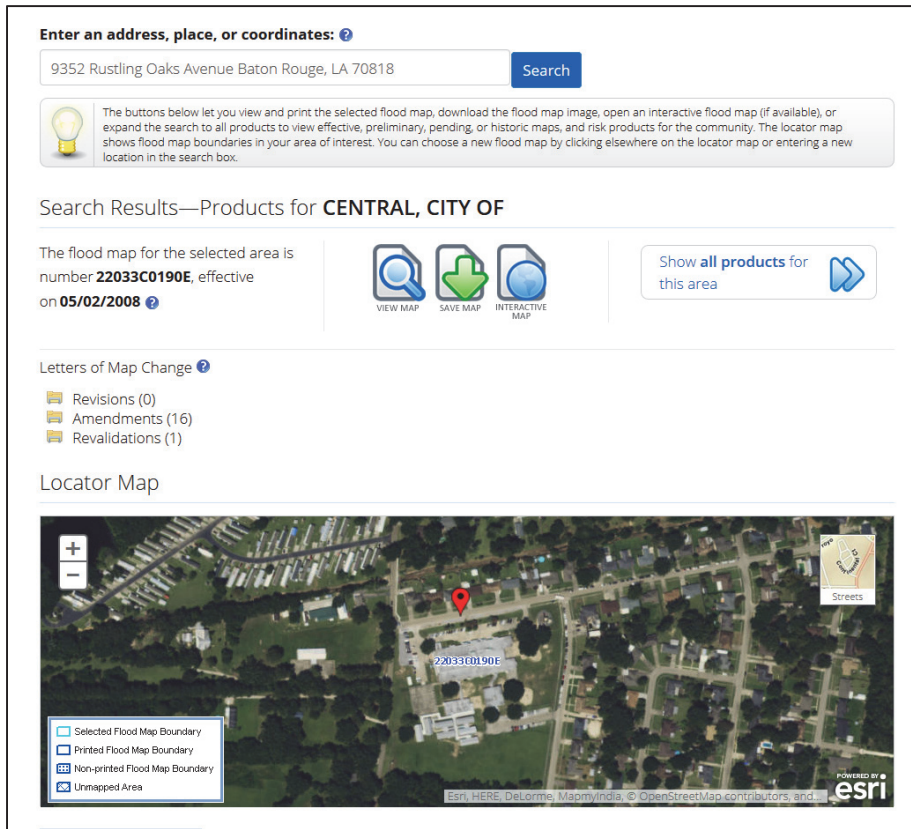 Enter an address, place, or coordinates: ?
9352 Rustling Oaks Avenue Baton Rouge, LA 70818
Search
The buttons below let you view and print the selected flood map, download the flood map image, open an interactive flood map (if available), or
expand the search to all products to view effective, preliminary, pending, or historic maps, and risk products for the community. The locator map
shows flood map boundaries in your area of interest. You can choose a new flood map by clicking elsewhere on the locator map or entering a new
location in the search box.
Search Results—Products for CENTRAL, CITY OF
The flood map for the selected area is
number 22033C0190E, effective
on 05/02/2008 ?
VIEW MAP
SAVE MAP
INTERACTIVE
MAP
Show all products for
this area
Letters of Map Change ?
Revisions (0)
Amendments (16)
Revalidations (1)
Locator Map
+
−
Streets
22033C0190E
Selected Flood Map Boundary
Printed Flood Map Boundary
Non-printed Flood Map Boundary
Unmapped Area
Esri, HERE, DeLorme, MapmyIndia, © OpenStreetMap contributors, and...
POWERED BY
esri